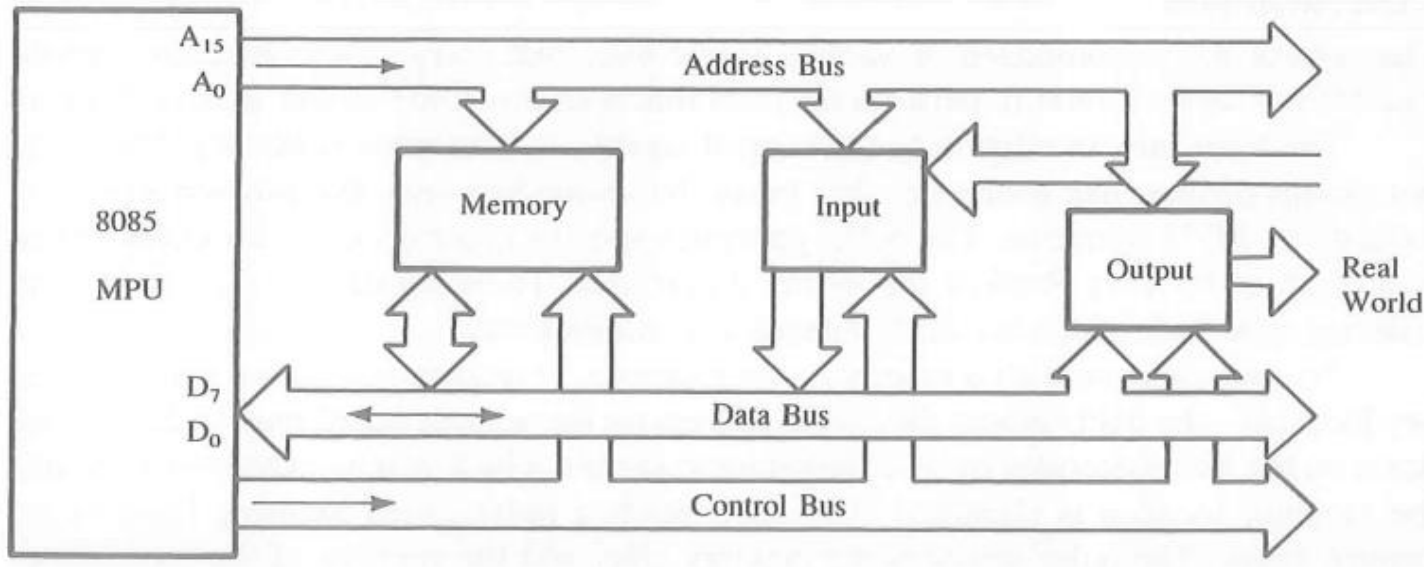 A15
Address Bus
A0
8085
MPU
Memory
Input
Output
Real
World
D7
Data Bus
D0
Control Bus